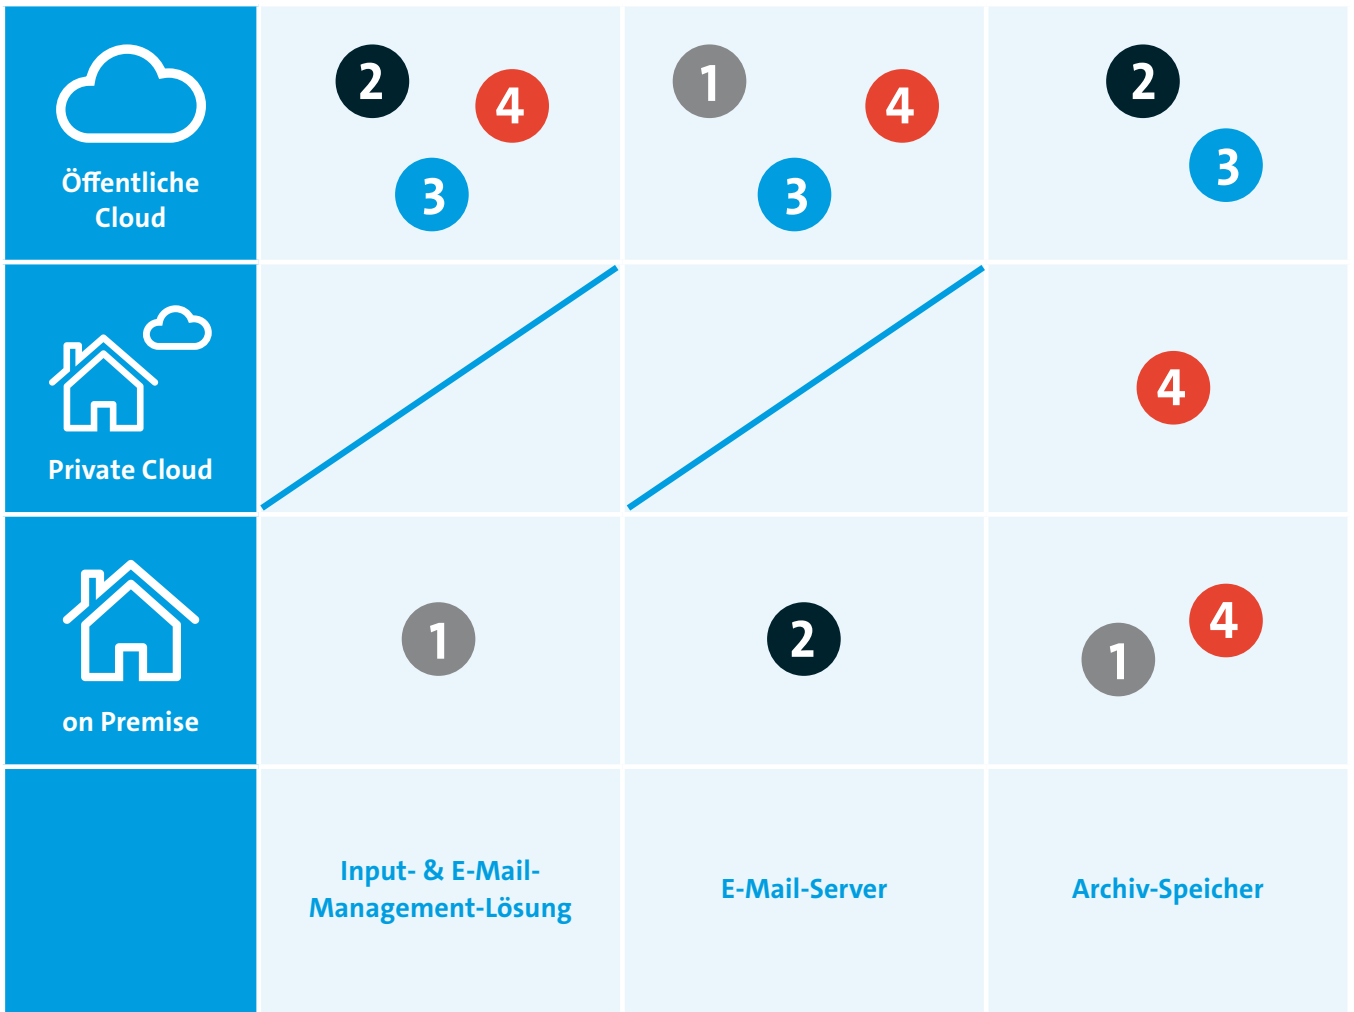 Öffentliche
Cloud
2
4
3
1
4
3
2
3
Private Cloud
4
on Premise
1
2
1
4
Input- & E-Mail-
Management-Lösung
E-Mail-Server
Archiv-Speicher